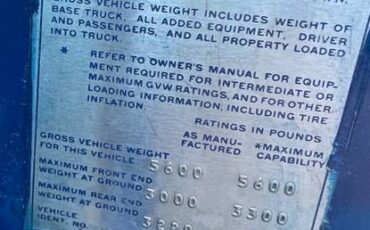 GROSS VEHICLE WEIGHT INCLUDES WEIGHT OF
BASE TRUCK, ALL ADDED EQUIPMENT, DRIVER
AND PASSENGERS, AND ALL PROPERTY LOADED
INTO TRUCK.
* REFER TO OWNER'S MANUAL FOR EQUIP-
MENT REQUIRED FOR INTERMEDIATE OR
MAXIMUM GVW RATINGS, AND FOR OTHER
LOADING INFORMATION, INCLUDING TIRE
INFLATION.
RATINGS IN POUNDS
AS MANU- *MAXIMUM
FACTURED CAPABILITY
GROSS VEHICLE WEIGHT
FOR THIS VEHICLE 5600 5600
MAXIMUM FRONT END
WEIGHT AT GROUND 3000 3300
MAXIMUM REAR END
WEIGHT AT GROUND
VEHICLE
IDENT. NO.